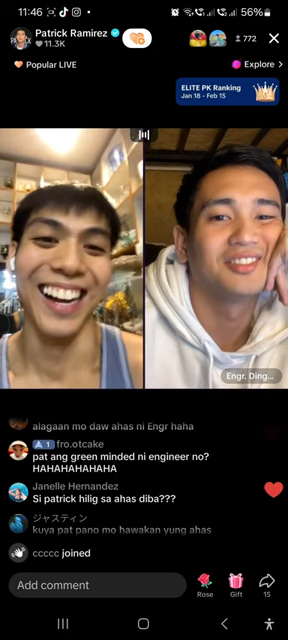 11:46
56%
Patrick Ramirez
11.3K
772
Popular LIVE
Explore >
ELITE PK Ranking
Jan 18 - Feb 15
Engr. Ding...
alagaan mo daw ahas ni Engr haha
1 fro.otcake
pat ang green minded ni engineer no?
HAHAHAHAHAHA
Janelle Hernandez
Si patrick hilig sa ahas diba???
ジャスティン
kuya pat pano mo hawakan yung ahas
ccccc joined
Add comment
Rose
Gift
15